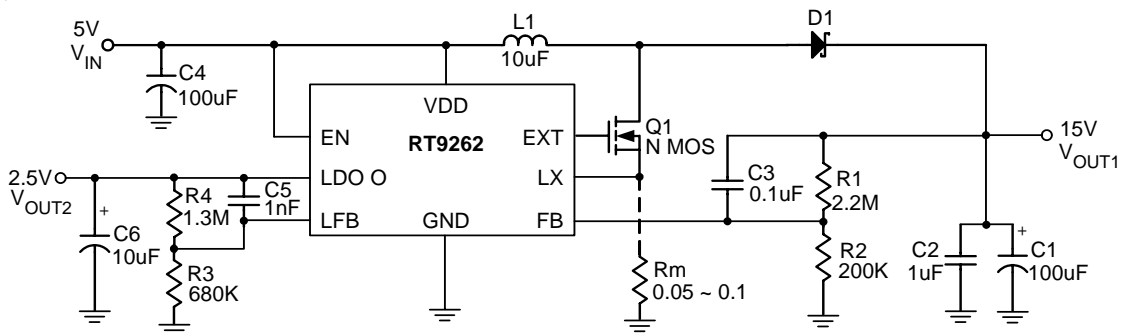 5V
VIN
C4
100uF
L1
10uF
D1
VDD
EN
RT9262
EXT
Q1
N MOS
15V
VOUT1
2.5V
VOUT2
LDO O
LX
C3
0.1uF
R1
2.2M
R4
1.3M
C5
1nF
LFB
GND
FB
+
C6
10uF
R3
680K
Rm
0.05 ~ 0.1
R2
200K
C2
1uF
+
C1
100uF